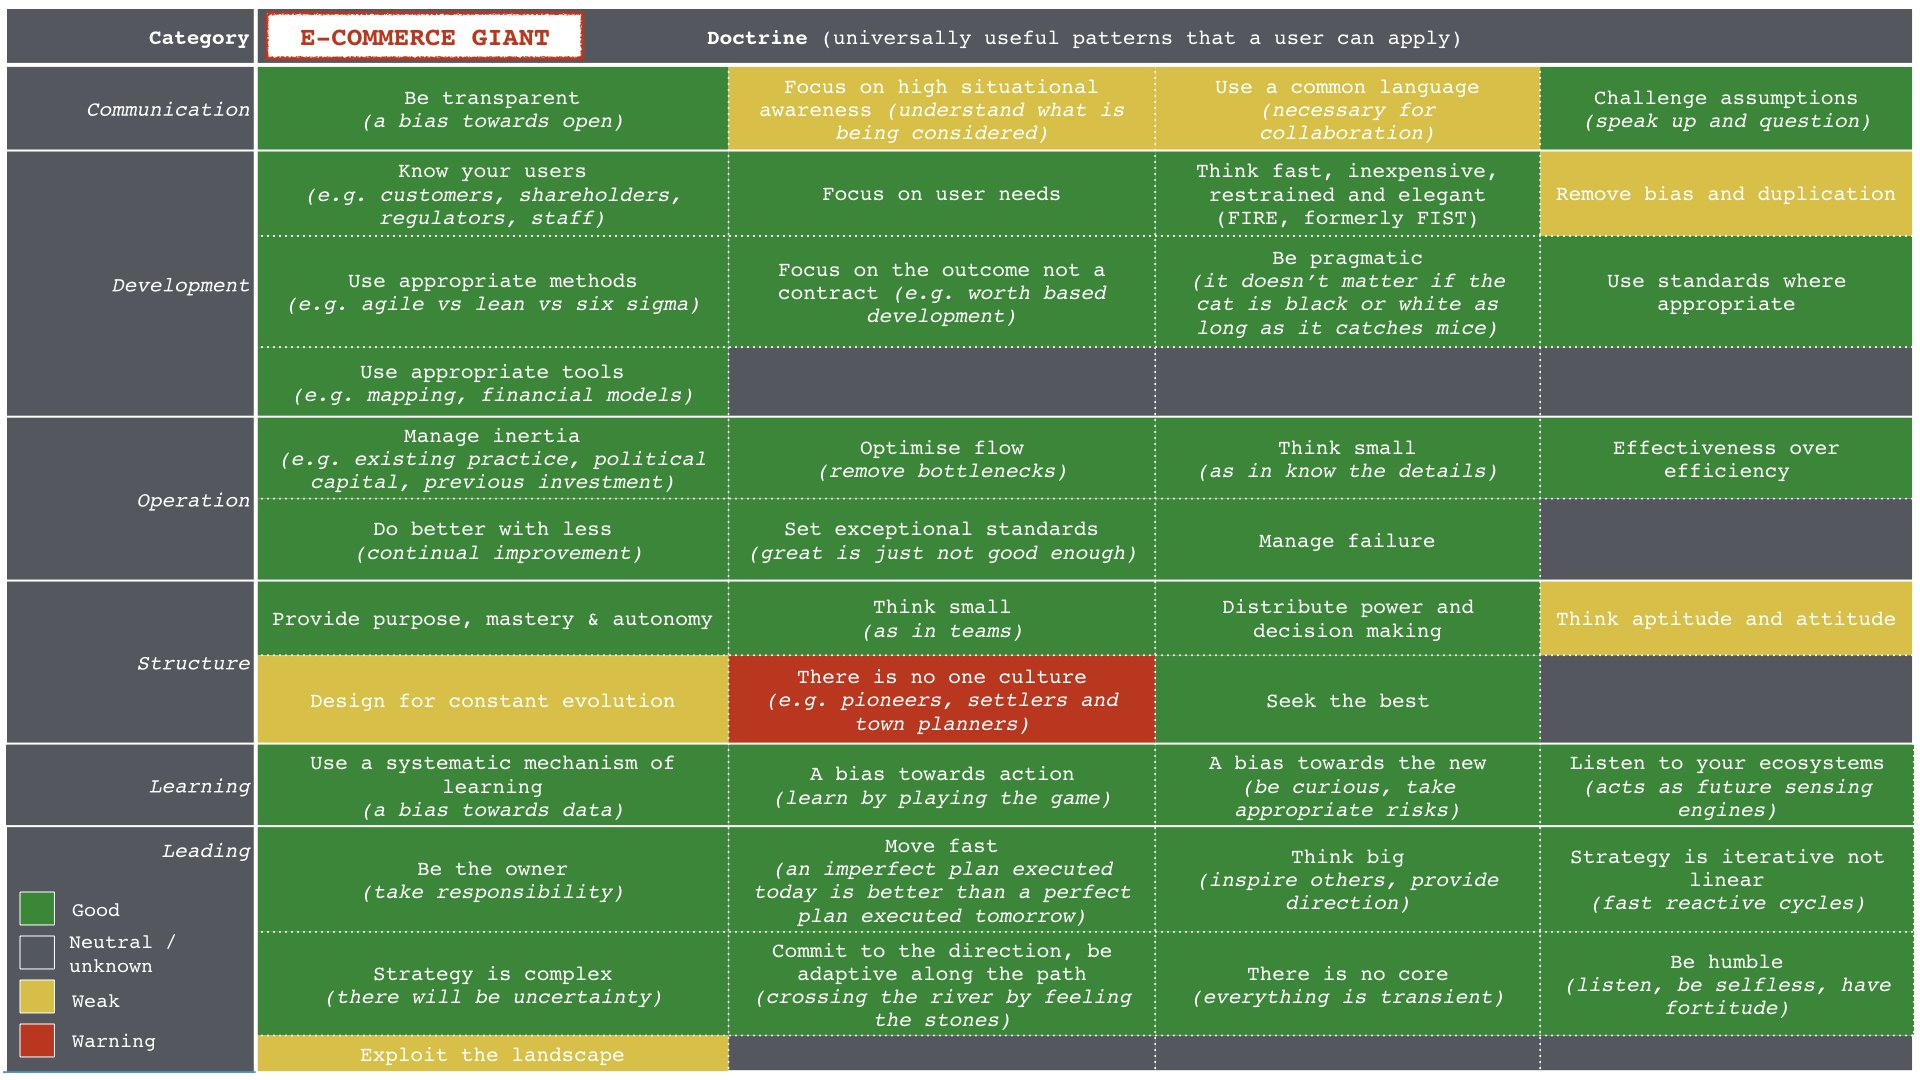 Category
E-COMMERCE GIANT
Doctrine (universally useful patterns that a user can apply)
Communication
Be transparent
(a bias towards open)
Focus on high situational
awareness (understand what is
being considered)
Use a common language
(necessary for
collaboration)
Challenge assumptions
(speak up and question)
Development
Know your users
(e.g. customers, shareholders,
regulators, staff)
Focus on user needs
Think fast, inexpensive,
restrained and elegant
(FIRE, formerly FIST)
Remove bias and duplication
Use appropriate methods
(e.g. agile vs lean vs six sigma)
Focus on the outcome not a
contract (e.g. worth based
development)
Be pragmatic
(it doesn’t matter if the
cat is black or white as
long as it catches mice)
Use standards where
appropriate
Use appropriate tools
(e.g. mapping, financial models)
Operation
Manage inertia
(e.g. existing practice, political
capital, previous investment)
Optimise flow
(remove bottlenecks)
Think small
(as in know the details)
Effectiveness over
efficiency
Do better with less
(continual improvement)
Set exceptional standards
(great is just not good enough)
Manage failure
Structure
Provide purpose, mastery & autonomy
Think small
(as in teams)
Distribute power and
decision making
Think aptitude and attitude
Design for constant evolution
There is no one culture
(e.g. pioneers, settlers and
town planners)
Seek the best
Learning
Use a systematic mechanism of
learning
(a bias towards data)
A bias towards action
(learn by playing the game)
A bias towards the new
(be curious, take
appropriate risks)
Listen to your ecosystems
(acts as future sensing
engines)
Leading
Be the owner
(take responsibility)
Move fast
(an imperfect plan executed
today is better than a perfect
plan executed tomorrow)
Think big
(inspire others, provide
direction)
Strategy is iterative not
linear
(fast reactive cycles)
Strategy is complex
(there will be uncertainty)
Commit to the direction, be
adaptive along the path
(crossing the river by feeling
the stones)
There is no core
(everything is transient)
Be humble
(listen, be selfless, have
fortitude)
Exploit the landscape
Good
Neutral /
unknown
Weak
Warning